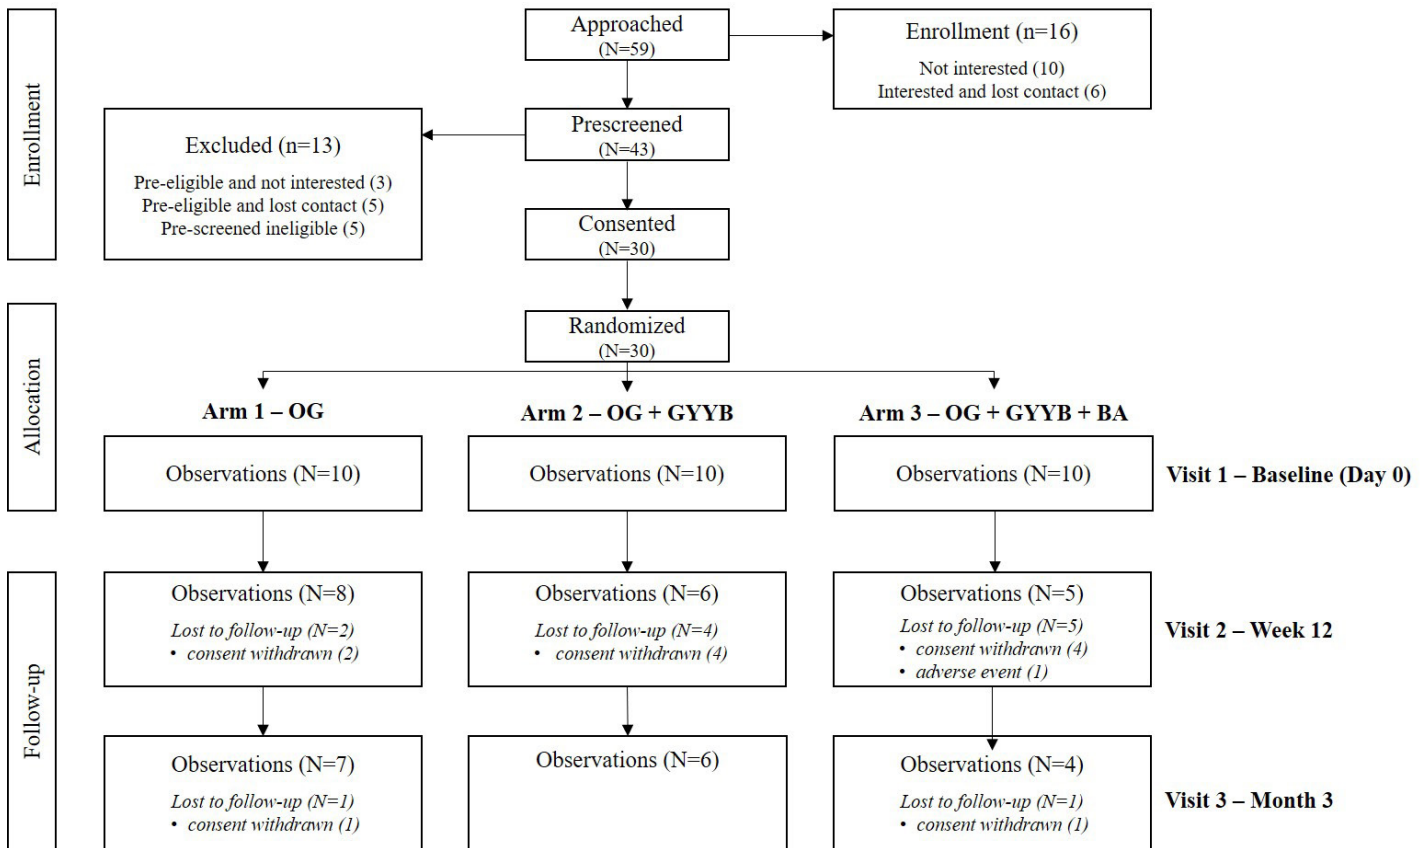 Enrollment
Approached
(N=59)
Enrollment (n=16)
Not interested (10)
Interested and lost contact (6)
Prescreened
(N=43)
Excluded (n=13)
Pre-eligible and not interested (3)
Pre-eligible and lost contact (5)
Pre-screened ineligible (5)
Consented
(N=30)
Allocation
Randomized
(N=30)
Arm 1 – OG
Arm 2 – OG + GYYB
Arm 3 – OG + GYYB + BA
Observations (N=10)
Observations (N=10)
Observations (N=10)
Visit 1 – Baseline (Day 0)
Follow-up
Observations (N=8)
Lost to follow-up (N=2)
• consent withdrawn (2)
Observations (N=6)
Lost to follow-up (N=4)
• consent withdrawn (4)
Observations (N=5)
Lost to follow-up (N=5)
• consent withdrawn (4)
• adverse event (1)
Visit 2 – Week 12
Observations (N=7)
Lost to follow-up (N=1)
• consent withdrawn (1)
Observations (N=6)
Observations (N=4)
Lost to follow-up (N=1)
• consent withdrawn (1)
Visit 3 – Month 3